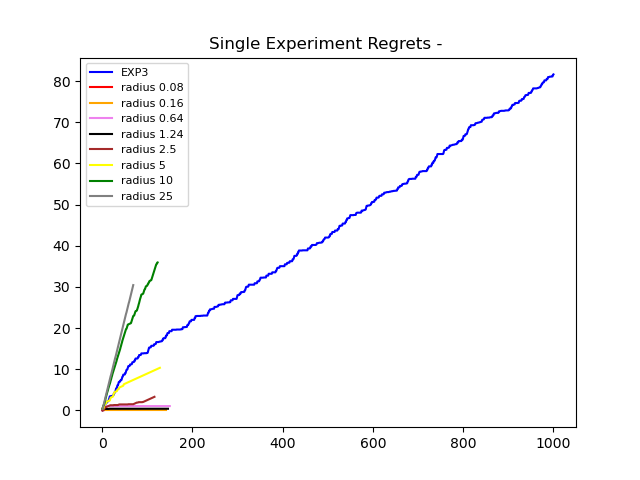 Single Experiment Regrets -
EXP3
radius 0.08
radius 0.16
radius 0.64
radius 1.24
radius 2.5
radius 5
radius 10
radius 25
80
70
60
50
40
30
20
10
0
0 200 400 600 800 1000